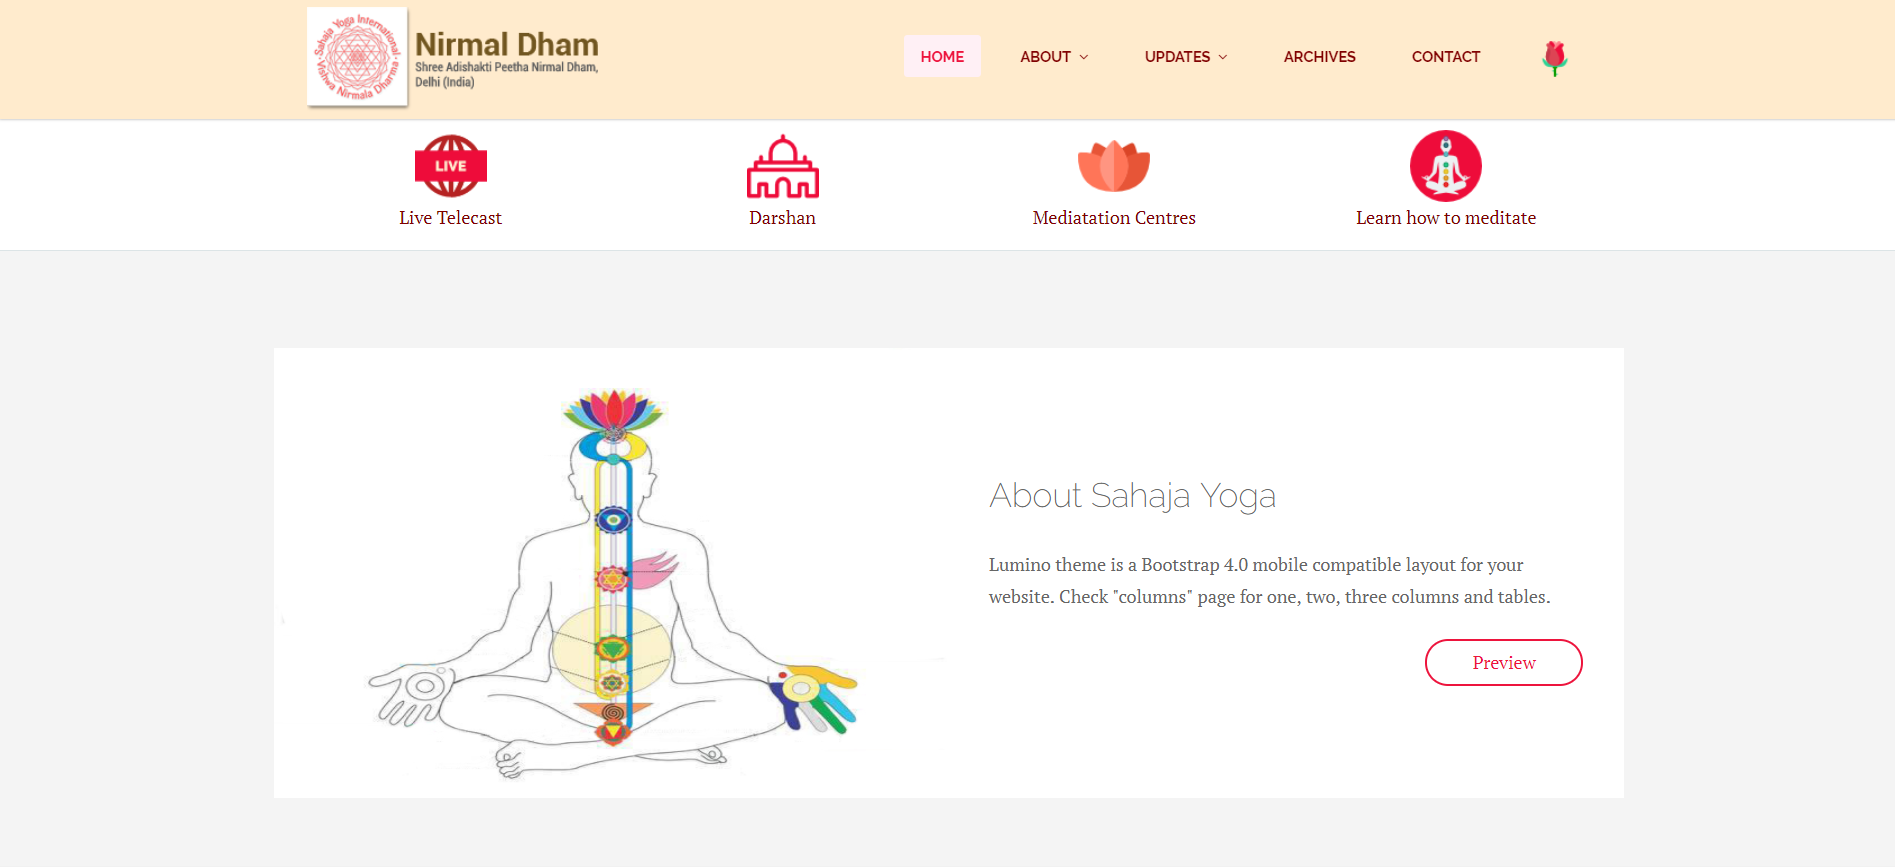 Sahaja Yoga International
Vishwa Nirmala Dharma
Nirmal Dham
Shree Adishakti Peetha Nirmal Dham,
Delhi (India)
HOME
ABOUT
UPDATES
ARCHIVES
CONTACT
LIVE
Live Telecast
Darshan
Mediatation Centres
Learn how to meditate
About Sahaja Yoga
Lumino theme is a Bootstrap 4.0 mobile compatible layout for your
website. Check "columns" page for one, two, three columns and tables.
Preview